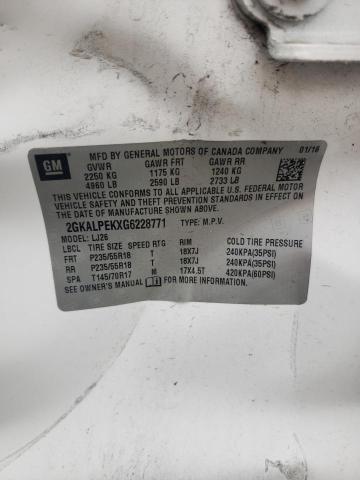 GM
MFD BY GENERAL MOTORS OF CANADA COMPANY 01/16
GVWR GAWR FRT GAWR RR
2250 KG 1175 KG 1240 KG
4960 LB 2590 LB 2733 LB
THIS VEHICLE CONFORMS TO ALL APPLICABLE U.S. FEDERAL MOTOR
VEHICLE SAFETY AND THEFT PREVENTION STANDARDS IN EFFECT ON THE DATE OF
MANUFACTURE SHOWN ABOVE.
2GKALPEKXG6228771 TYPE: M.P.V.
MODEL: LJ26
LBCL TIRE SIZE SPEED RTG RIM COLD TIRE PRESSURE
FRT P235/55R18 T 18X7J 240KPA(35PSI)
RR P235/55R18 T 18X7J 240KPA(35PSI)
SPA T145/70R17 M 17X4.5T 420KPA(60PSI)
SEE OWNER'S MANUAL FOR MORE INFORMATION.